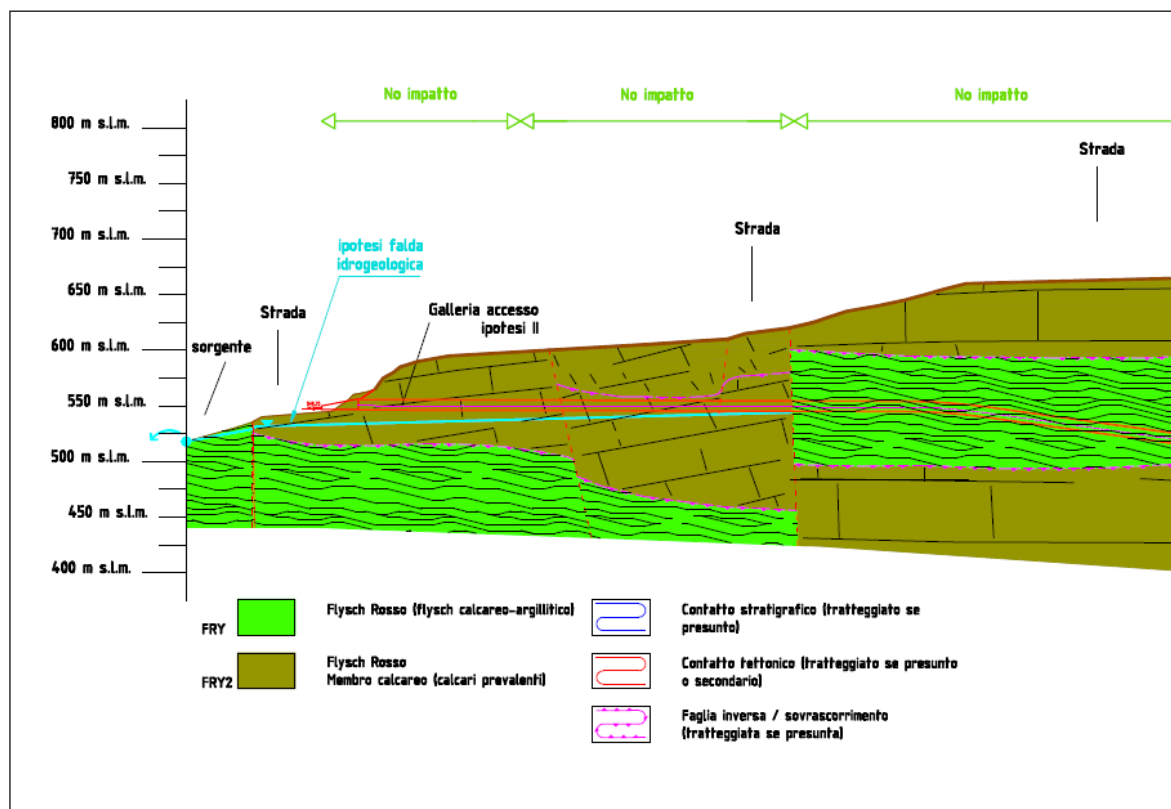 No impatto
No impatto
No impatto
800 m s.l.m.
750 m s.l.m.
700 m s.l.m.
650 m s.l.m.
600 m s.l.m.
550 m s.l.m.
500 m s.l.m.
450 m s.l.m.
400 m s.l.m.
Strada
Strada
ipotesi falda
idrogeologica
Strada
Galleria accesso
ipotesi II
sorgente
FRY
Flysch Rosso (flysch calcareo-argillitico)
FRY2
Flysch Rosso
Membro calcareo (calcari prevalenti)
Contatto stratigrafico (tratteggiato se
presunto)
Contatto tettonico (tratteggiato se presunto
o secondario)
Faglia inversa / sovrascorrimento
(tratteggiata se presunta)